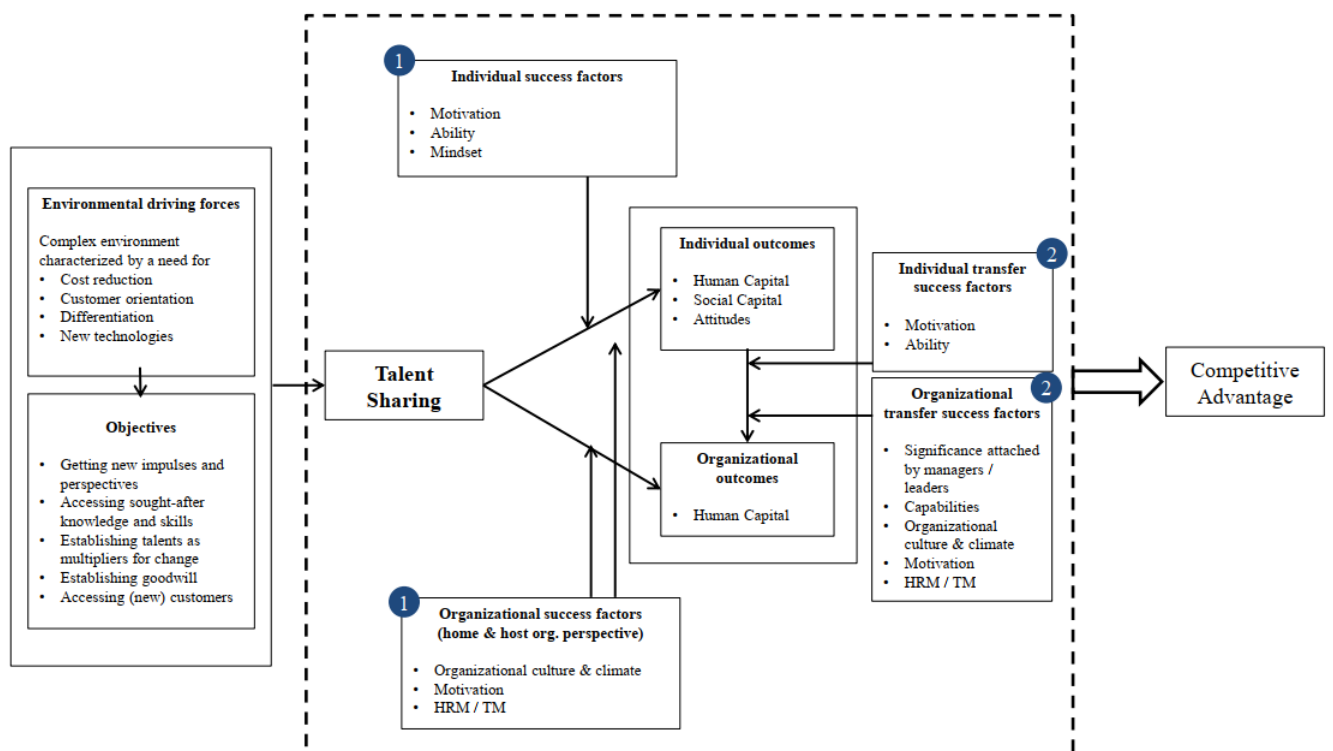 1
Individual success factors
• Motivation
• Ability
• Mindset
Environmental driving forces
Complex environment
characterized by a need for
• Cost reduction
• Customer orientation
• Differentiation
• New technologies
Objectives
• Getting new impulses and
perspectives
• Accessing sought-after
knowledge and skills
• Establishing talents as
multipliers for change
• Establishing goodwill
• Accessing (new) customers
Talent
Sharing
Individual outcomes
• Human Capital
• Social Capital
• Attitudes
Organizational
outcomes
• Human Capital
2
Individual transfer
success factors
• Motivation
• Ability
2
Organizational
transfer success factors
• Significance attached
by managers /
leaders
• Capabilities
• Organizational
culture & climate
• Motivation
• HRM / TM
1
Organizational success factors
(home & host org. perspective)
• Organizational culture & climate
• Motivation
• HRM / TM
Competitive
Advantage